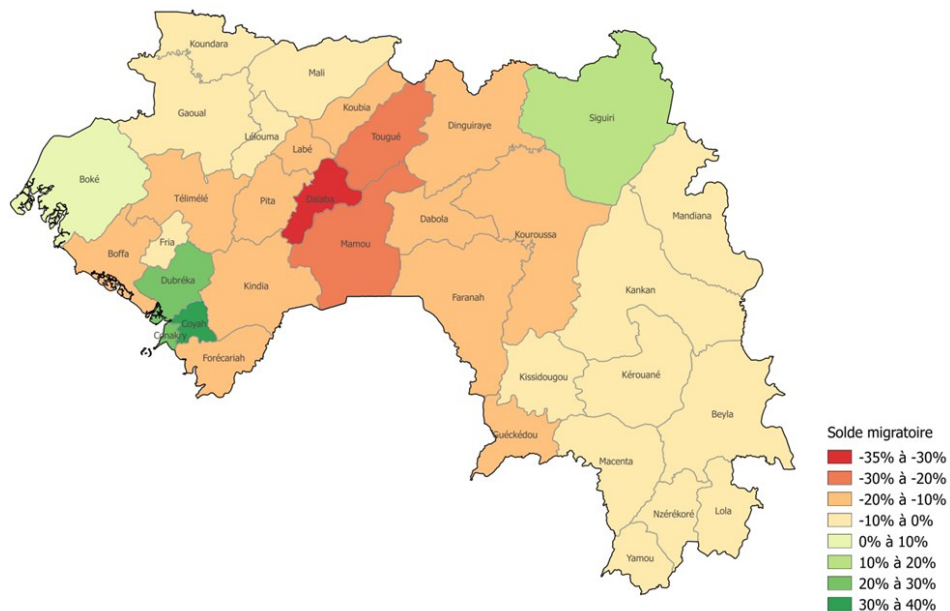 Koundara
Mali
Gaoual
Koubia
Siguiri
Lélouma
Tougué
Dinguiraye
Labé
Boké
Télimélé
Pita
Dalaba
Dabola
Mandiana
Kouroussa
Fria
Mamou
Boffa
Dubréka
Kindia
Kankan
Faranah
Coyah
Conakry
Forécariah
Kissidougou
Kérouané
Beyla
Guéckédou
Macenta
Nzérékoré
Lola
Yamou
Solde migratoire
-35% à -30%
-30% à -20%
-20% à -10%
-10% à 0%
0% à 10%
10% à 20%
20% à 30%
30% à 40%